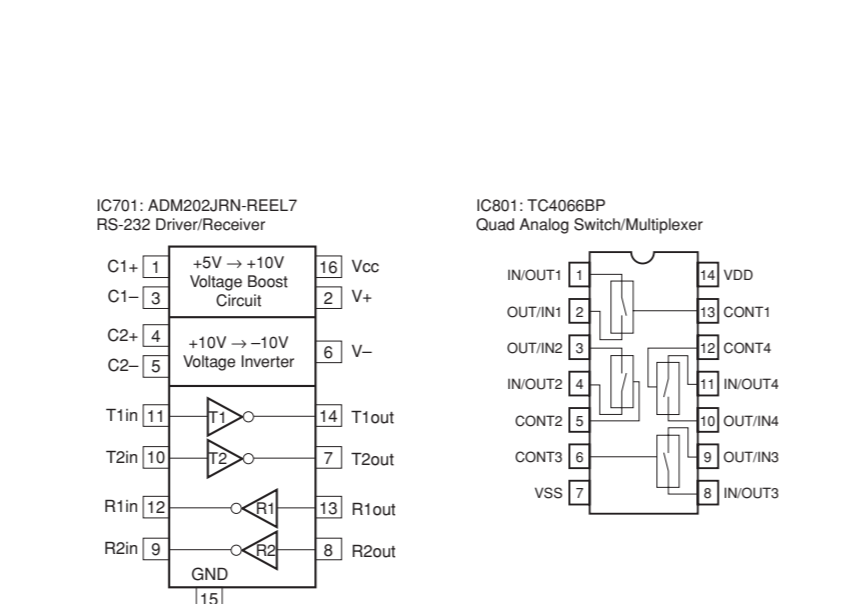 IC701: ADM202JRN-REEL7
RS-232 Driver/Receiver
C1+ 1 +5V → +10V 16 Vcc
Voltage Boost
C1– 3 Circuit 2 V+
C2+ 4
+10V → –10V
Voltage Inverter 6 V–
C2– 5
T1in 11 T1 14 T1out
T2in 10 T2 7 T2out
R1in 12 R1 13 R1out
R2in 9 R2 8 R2out
GND
15
IC801: TC4066BP
Quad Analog Switch/Multiplexer
IN/OUT1 1 14 VDD
OUT/IN1 2 13 CONT1
OUT/IN2 3 12 CONT4
IN/OUT2 4 11 IN/OUT4
CONT2 5 10 OUT/IN4
CONT3 6 9 OUT/IN3
VSS 7 8 IN/OUT3